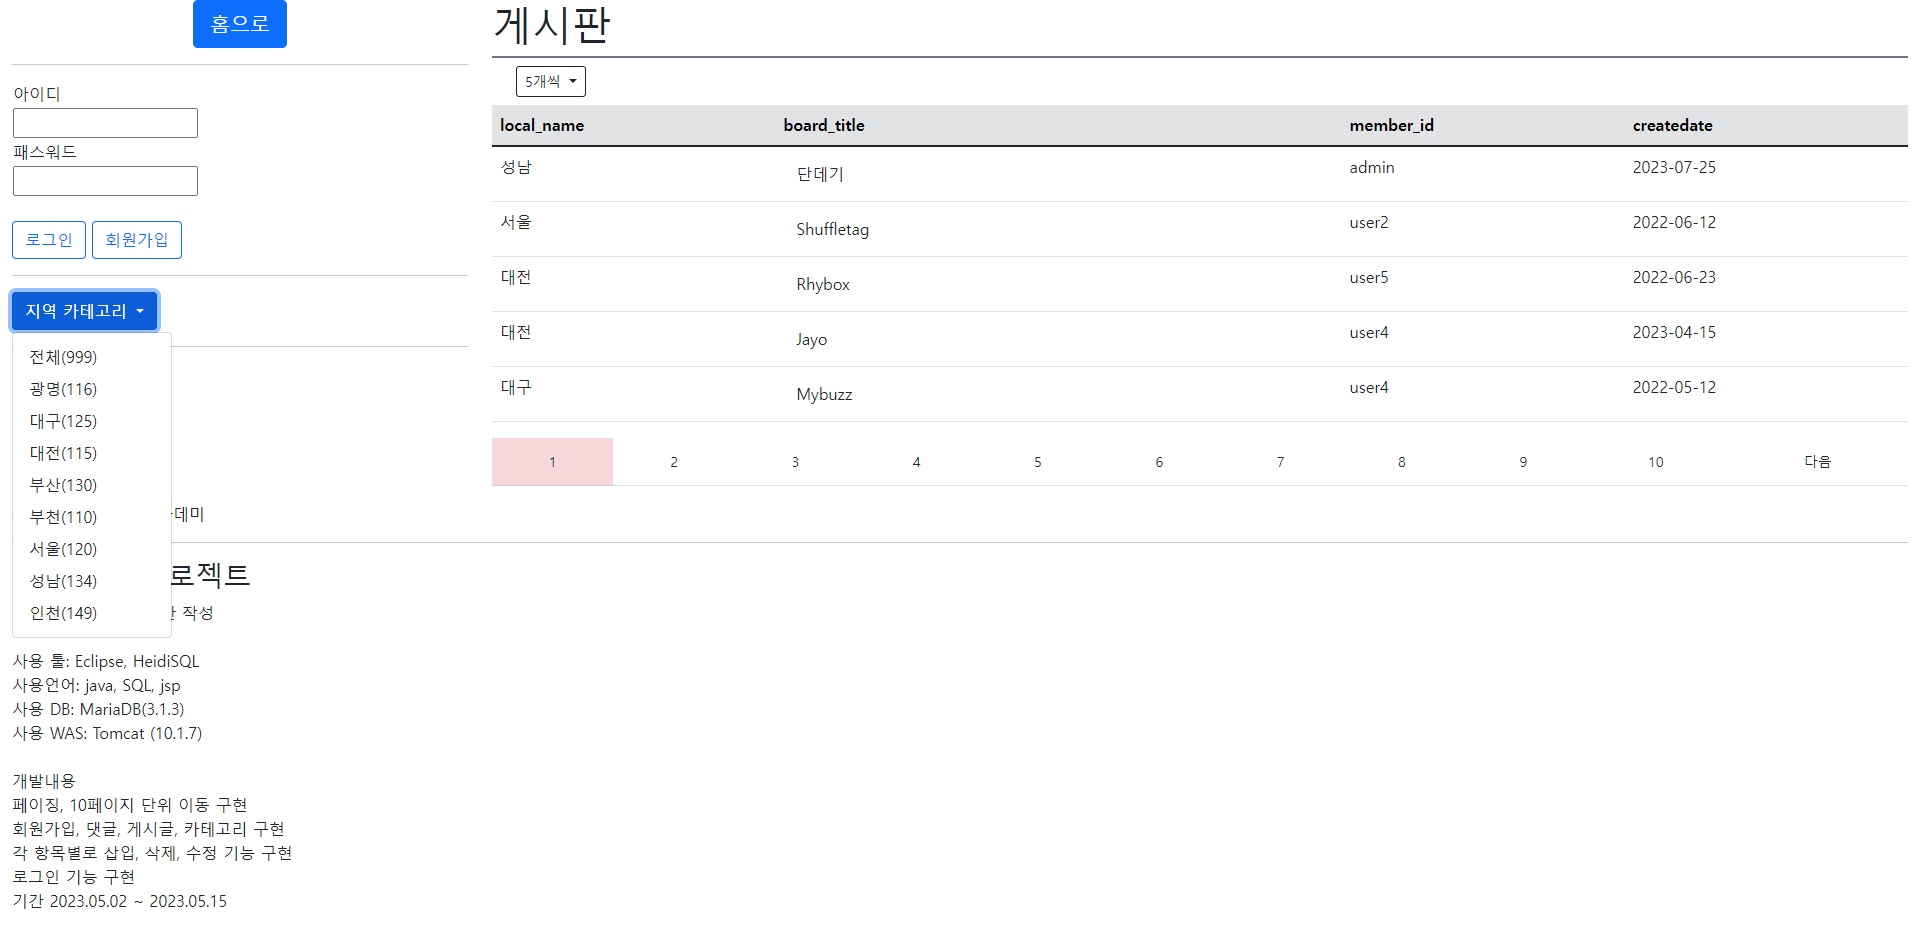 홈으로
아이디
패스워드
로그인 회원가입
지역 카테고리
전체(999)
광명(116)
대구(125)
대전(115)
부산(130)
부천(110)
데미
서울(120)
성남(134)
로젝트
인천(149)
작성
사용 툴: Eclipse, HeidiSQL
사용언어: java, SQL, jsp
사용 DB: MariaDB(3.1.3)
사용 WAS: Tomcat (10.1.7)
개발내용
페이징, 10페이지 단위 이동 구현
회원가입, 댓글, 게시글, 카테고리 구현
각 항목별로 삽입, 삭제, 수정 기능 구현
로그인 기능 구현
기간 2023.05.02 ~ 2023.05.15
게시판
5개씩
local_name board_title member_id createdate
성남 단데기 admin 2023-07-25
서울 Shuffletag user2 2022-06-12
대전 Rhybox user5 2022-06-23
대전 Jayo user4 2023-04-15
대구 Mybuzz user4 2022-05-12
1 2 3 4 5 6 7 8 9 10 다음